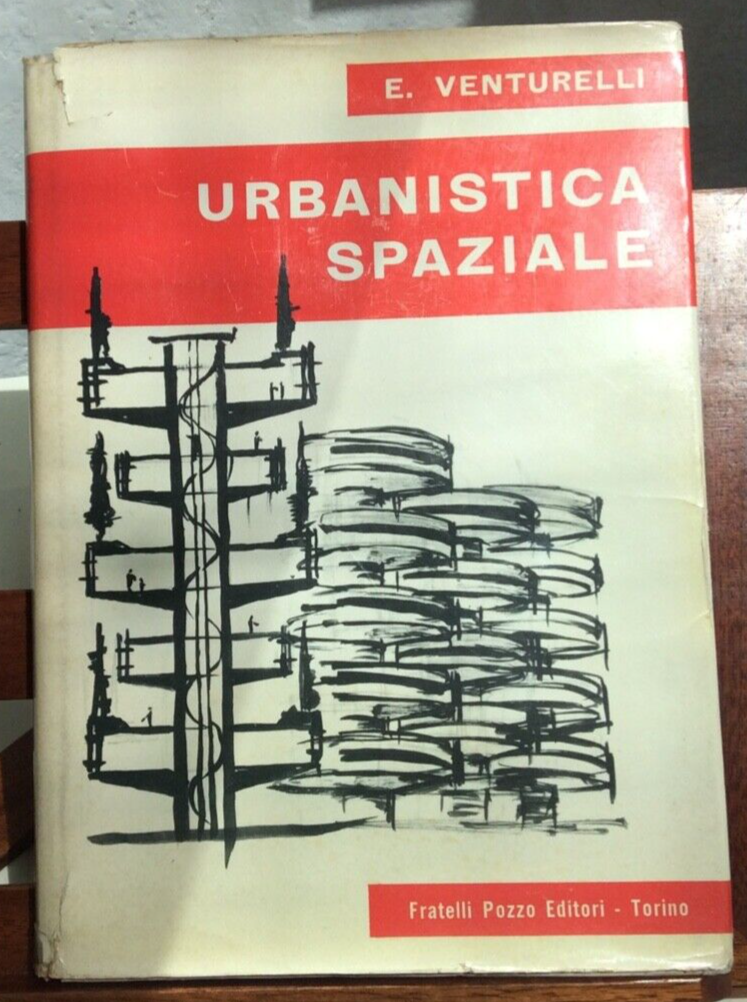 E. VENTURELLI
URBANISTICA
SPAZIALE
Fratelli Pozzo Editori - Torino